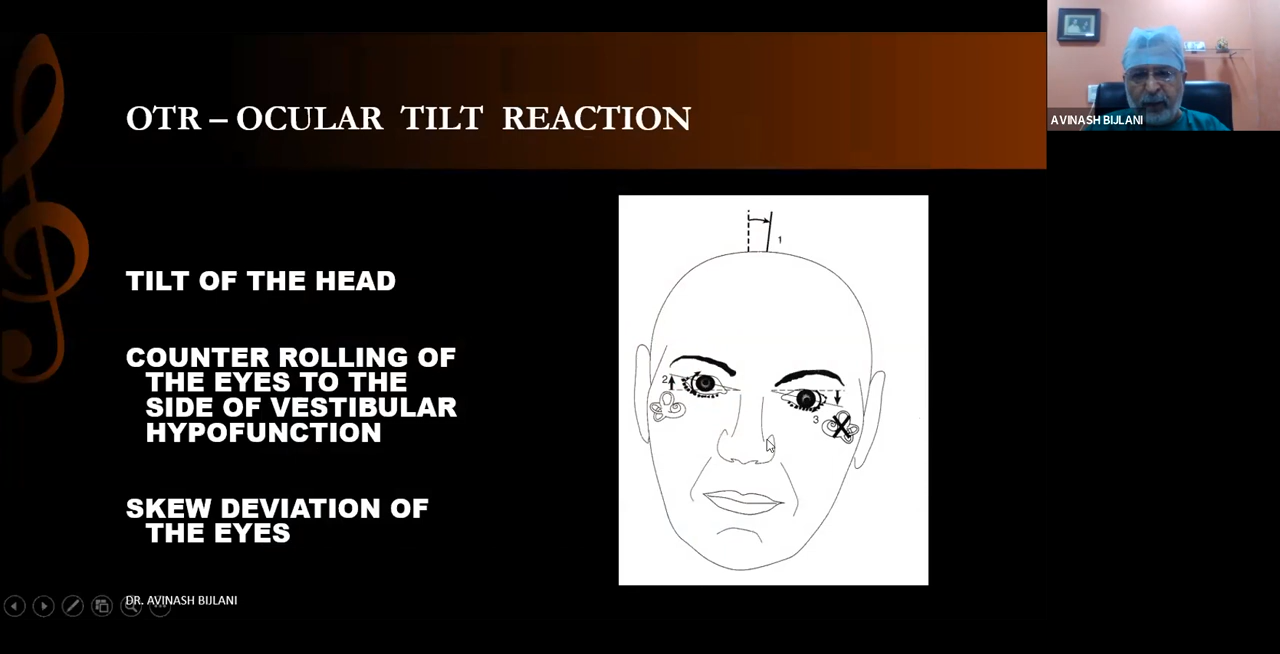 OTR – OCULAR TILT REACTION
A VINASH BIJLANI
TILT OF THE HEAD
COUNTER ROLLING OF
THE EYES TO THE
SIDE OF VESTIBULAR
HYPOFUNCTION
SKEW DEVIATION OF
THE EYES
1
2
3
DR. AVINASH BIJLANI